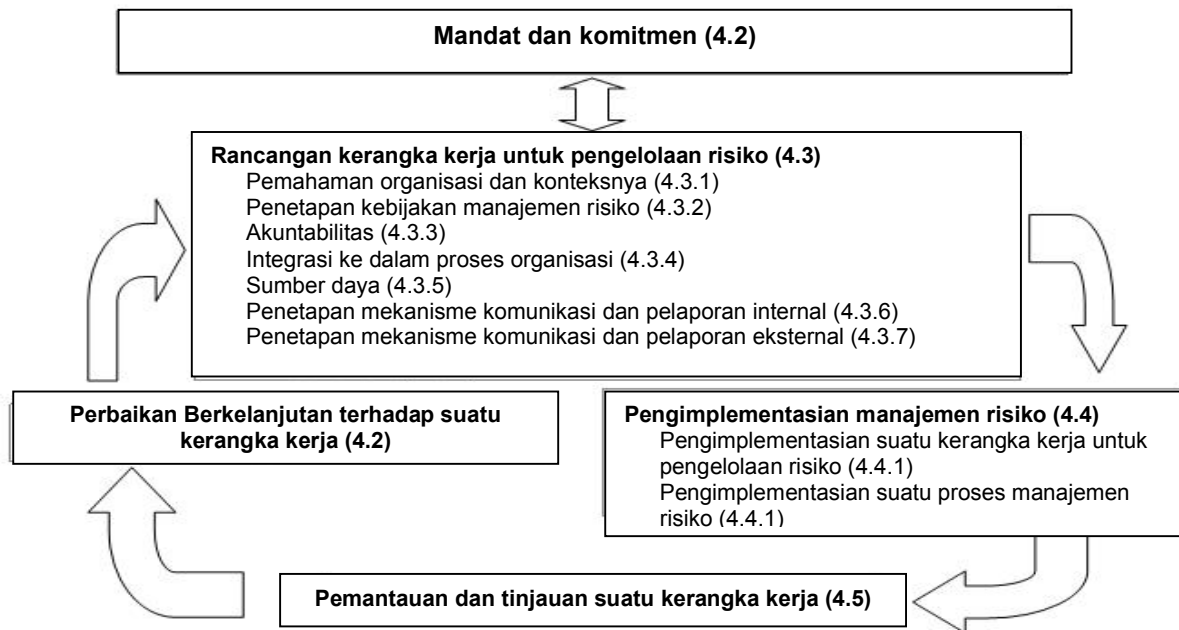 Mandat dan komitmen (4.2)
Rancangan kerangka kerja untuk pengelolaan risiko (4.3)
Pemahaman organisasi dan konteksnya (4.3.1)
Penetapan kebijakan manajemen risiko (4.3.2)
Akuntabilitas (4.3.3)
Integrasi ke dalam proses organisasi (4.3.4)
Sumber daya (4.3.5)
Penetapan mekanisme komunikasi dan pelaporan internal (4.3.6)
Penetapan mekanisme komunikasi dan pelaporan eksternal (4.3.7)
Perbaikan Berkelanjutan terhadap suatu
kerangka kerja (4.2)
Pengimplementasian manajemen risiko (4.4)
Pengimplementasian suatu kerangka kerja untuk
pengelolaan risiko (4.4.1)
Pengimplementasian suatu proses manajemen
risiko (4.4.1)
Pemantauan dan tinjauan suatu kerangka kerja (4.5)